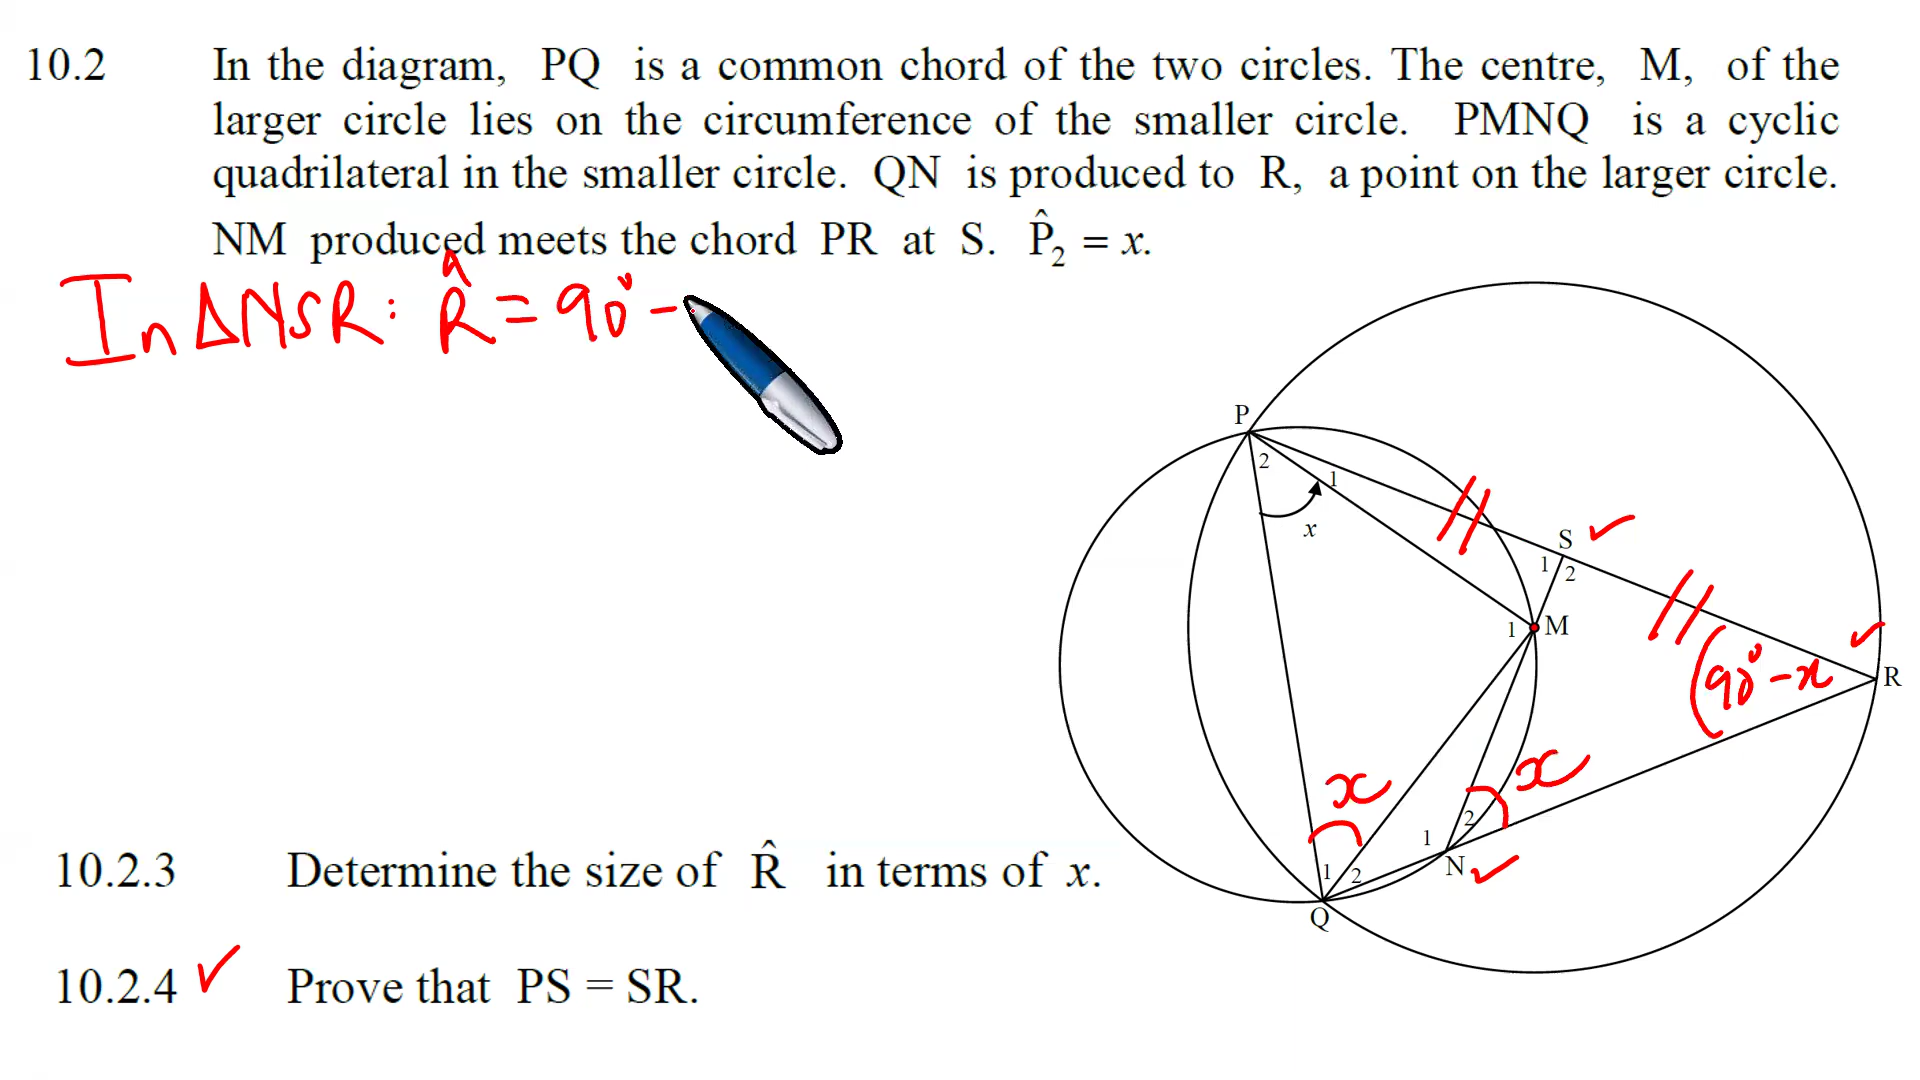 10.2 In the diagram, PQ is a common chord of the two circles. The centre, M, of the
larger circle lies on the circumference of the smaller circle. PMNQ is a cyclic
quadrilateral in the smaller circle. QN is produced to R, a point on the larger circle.
NM produced meets the chord PR at S. P̂₂ = x.
In ΔNSR: R̂ = 90° –
P
2
1
x
S
1 2
1 M
(90° – x
R
x
x
2
1
N
1 2
Q
10.2.3 Determine the size of R̂ in terms of x.
10.2.4 Prove that PS = SR.